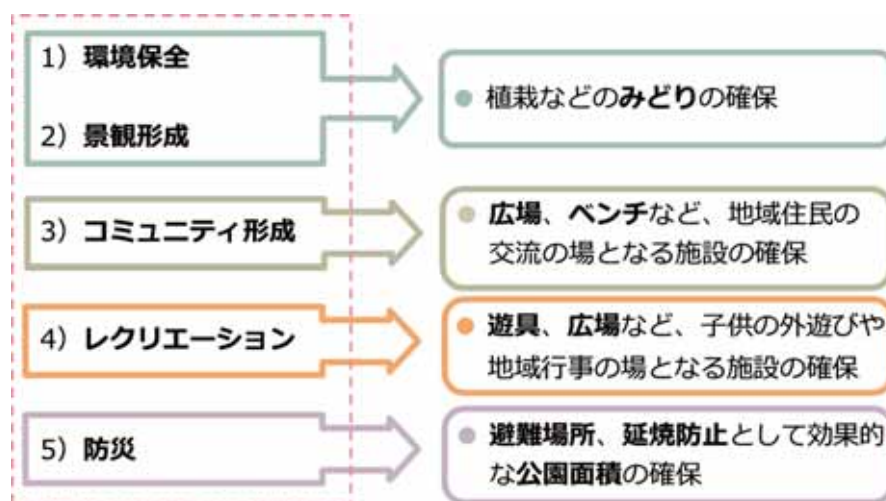 1）環境保全
2）景観形成
● 植栽などのみどりの確保
3）コミュニティ形成
● 広場、ベンチなど、地域住民の
交流の場となる施設の確保
4）レクリエーション
● 遊具、広場など、子供の外遊びや
地域行事の場となる施設の確保
5）防災
● 避難場所、延焼防止として効果的
な公園面積の確保